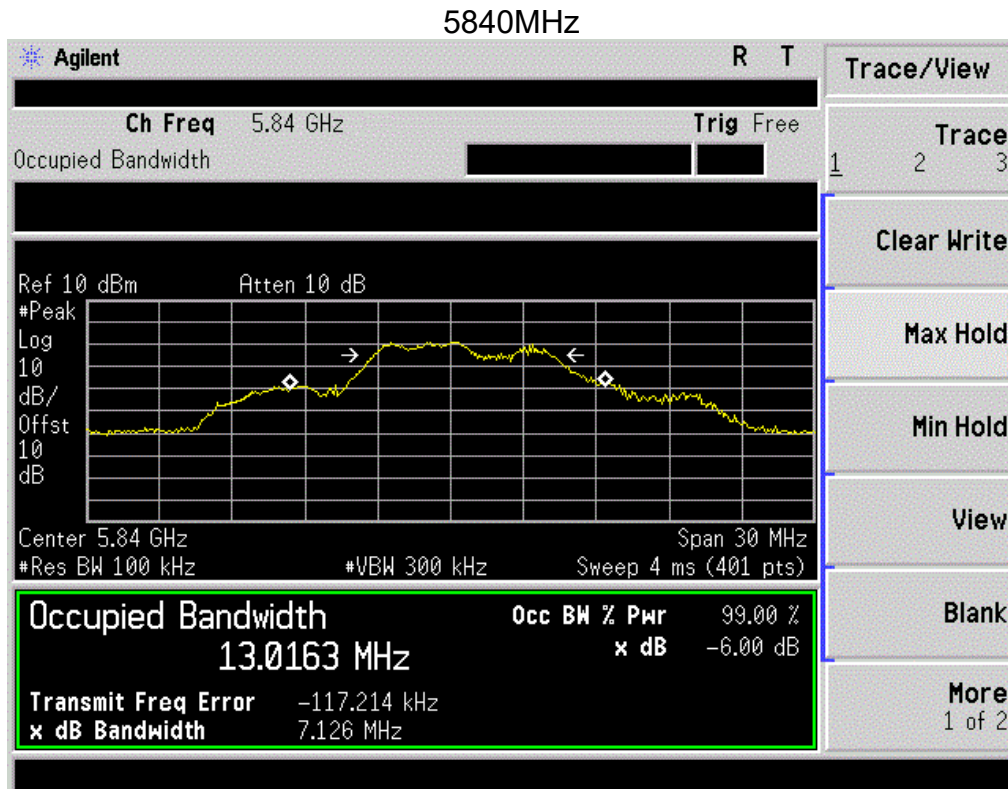 5840MHz
Agilent R T
Ch Freq 5.84 GHz Trig Free
Occupied Bandwidth
Ref 10 dBm Atten 10 dB
#Peak
Log
10
dB/
Offst
10
dB
Center 5.84 GHz Span 30 MHz
#Res BW 100 kHz #VBW 300 kHz Sweep 4 ms (401 pts)
Occupied Bandwidth Occ BW % Pwr 99.00 %
13.0163 MHz x dB -6.00 dB
Transmit Freq Error -117.214 kHz
x dB Bandwidth 7.126 MHz
Trace/View
Trace
1 2 3
Clear Write
Max Hold
Min Hold
View
Blank
More
1 of 2